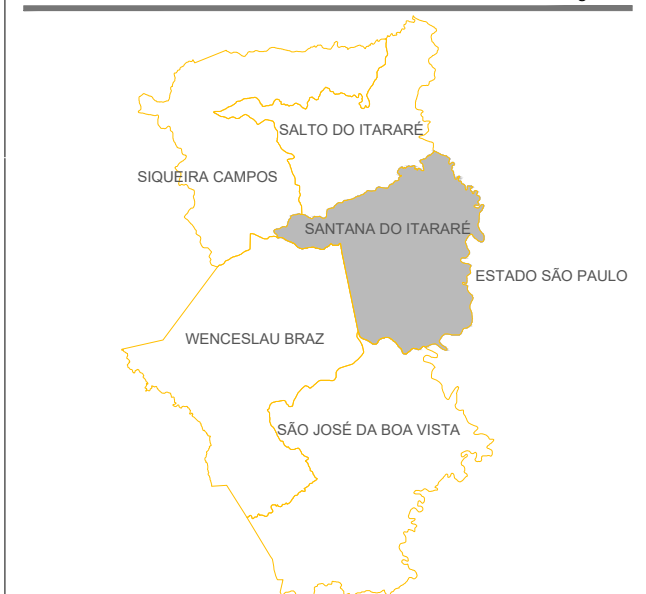 SALTO DO ITARARÉ
SIQUEIRA CAMPOS
SANTANA DO ITARARÉ
ESTADO SÃO PAULO
WENCESLAU BRAZ
SÃO JOSÉ DA BOA VISTA